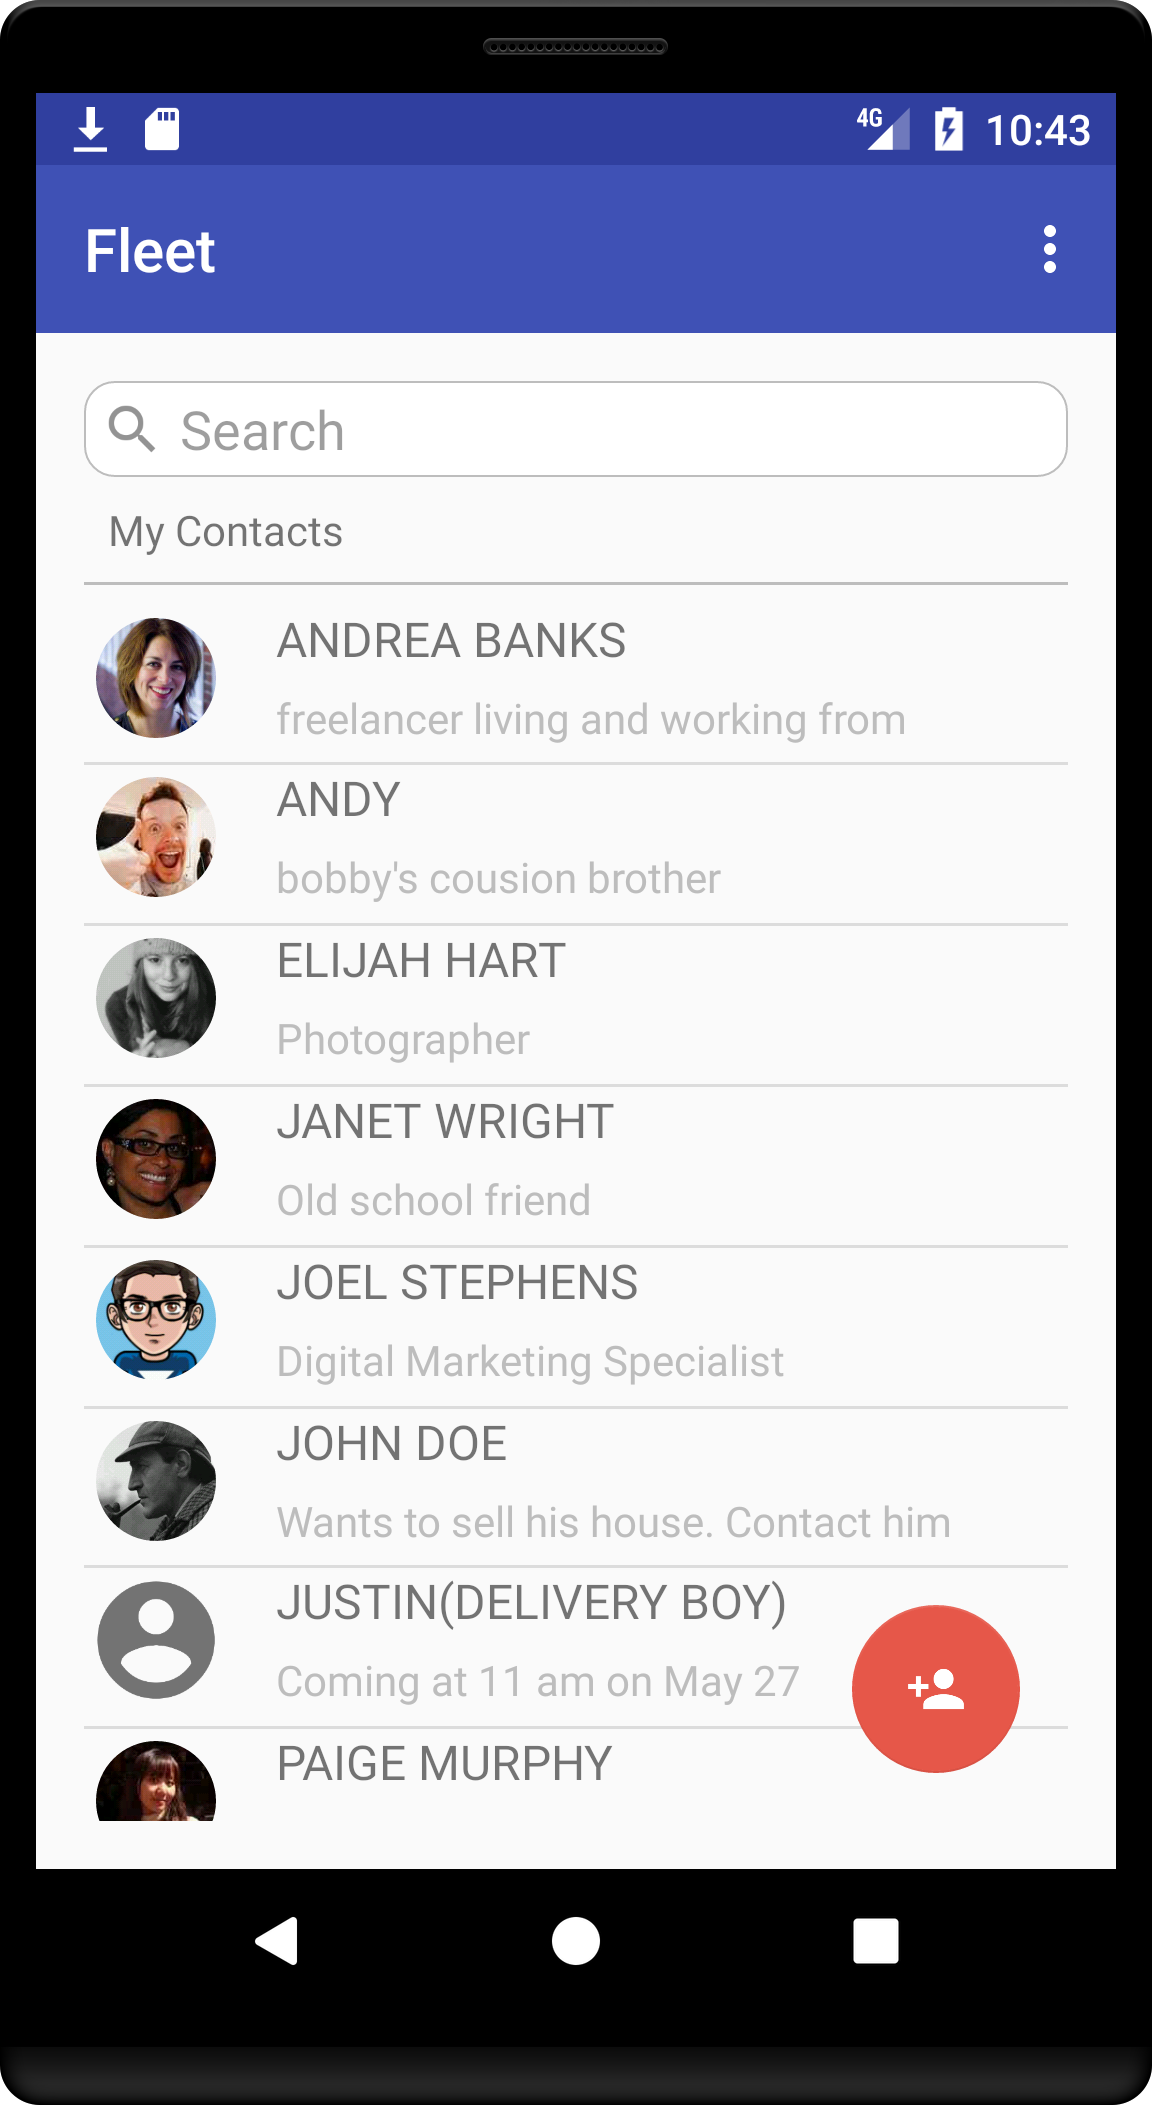 4G 10:43
Fleet
Search
My Contacts
ANDREA BANKS
freelancer living and working from
ANDY
bobby's cousion brother
ELIJAH HART
Photographer
JANET WRIGHT
Old school friend
JOEL STEPHENS
Digital Marketing Specialist
JOHN DOE
Wants to sell his house. Contact him
JUSTIN(DELIVERY BOY)
Coming at 11 am on May 27
PAIGE MURPHY